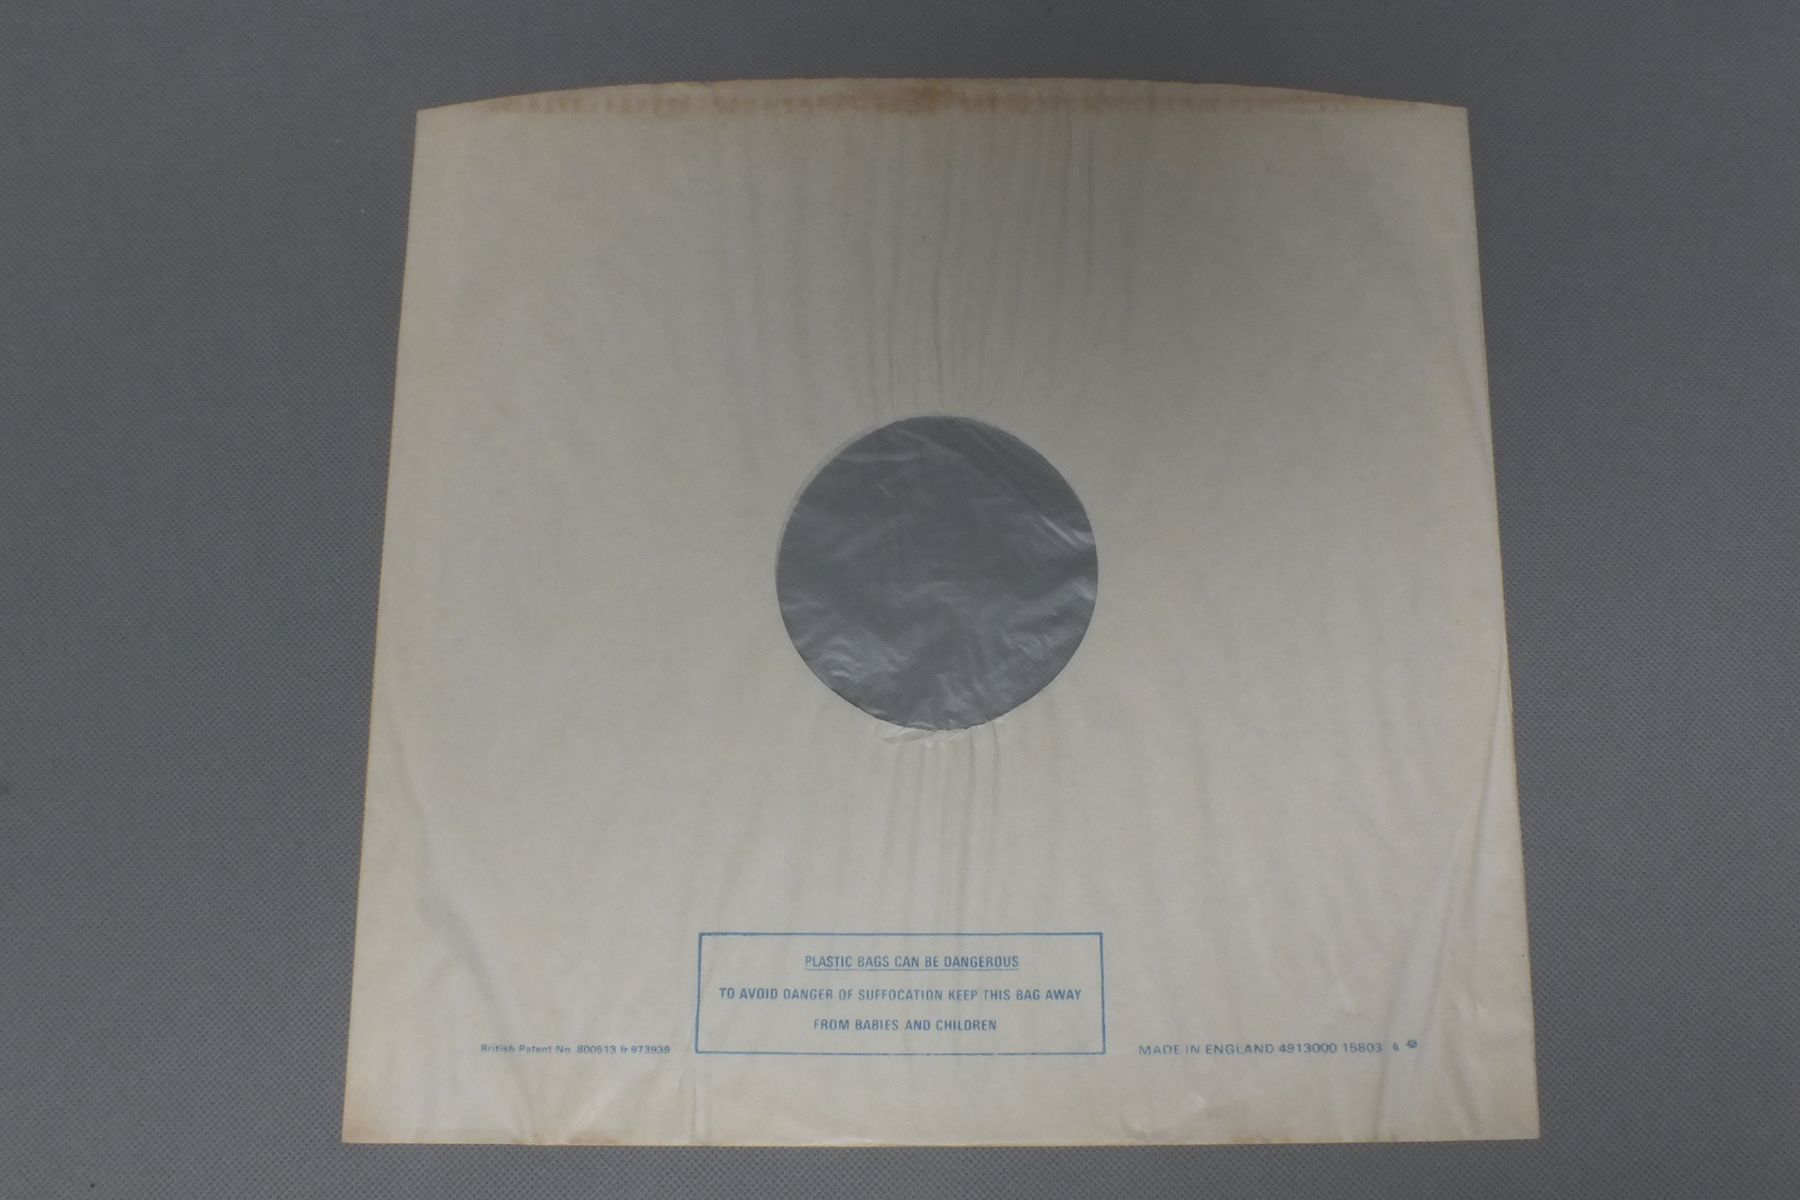 PLASTIC BAGS CAN BE DANGEROUS
TO AVOID DANGER OF SUFFOCATION KEEP THIS BAG AWAY
FROM BABIES AND CHILDREN
British Patent No. 800513 & 973939
MADE IN ENGLAND 4913000 15803 6